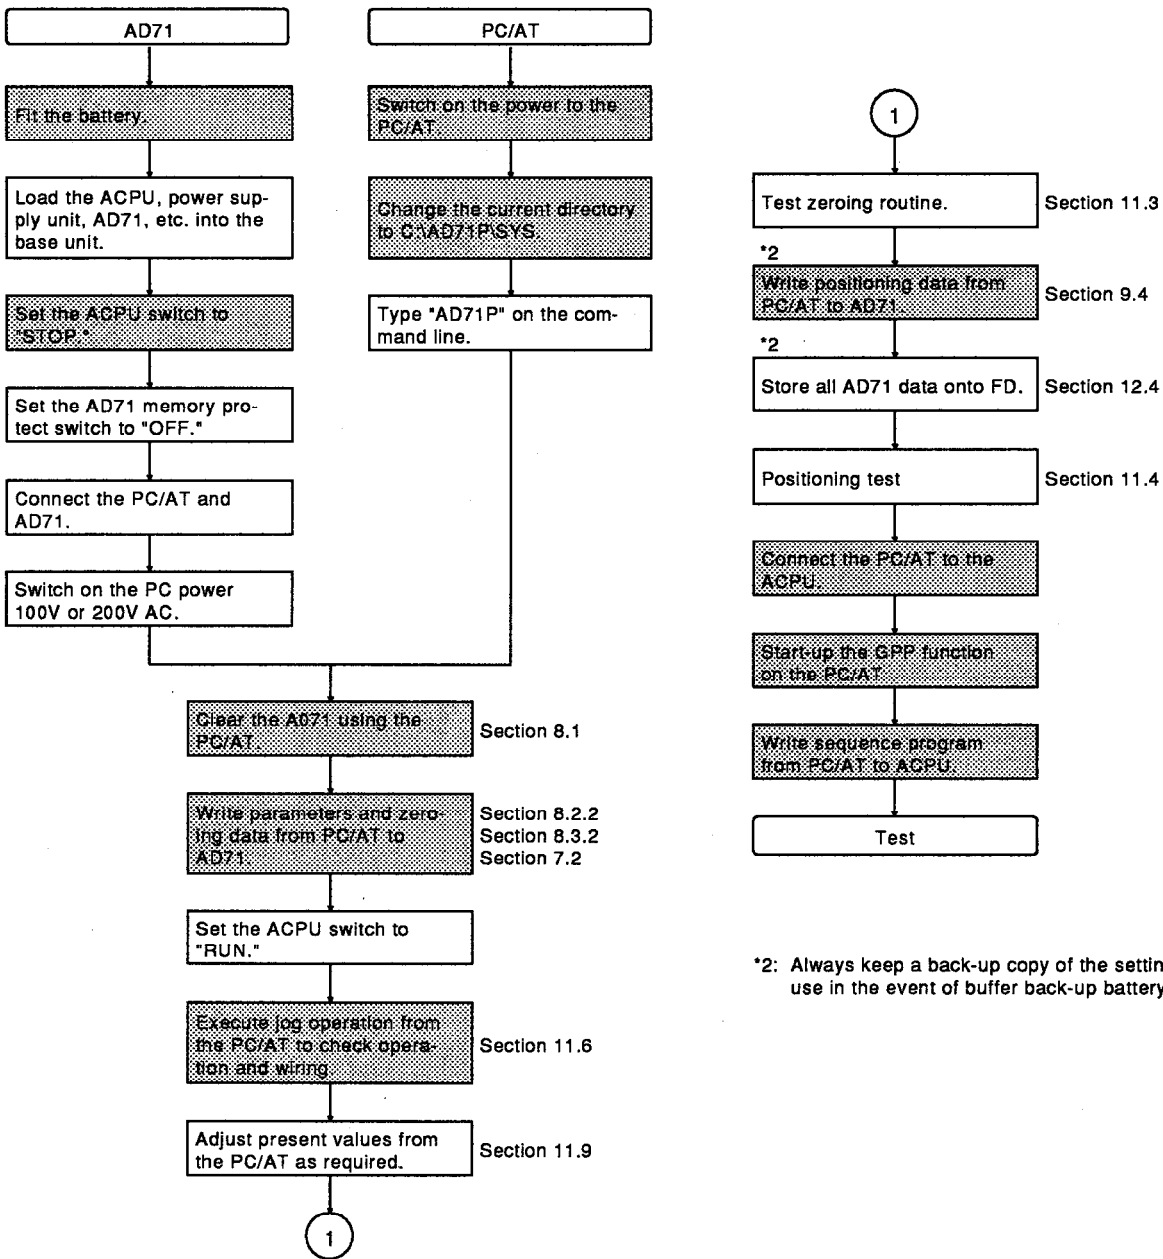 AD71
Fit the battery.
Load the ACPU, power sup-
ply unit, AD71, etc. into the
base unit.
Set the ACPU switch to
"STOP."
Set the AD71 memory pro-
tect switch to "OFF."
Connect the PC/AT and
AD71.
Switch on the PC power
100V or 200V AC.
PC/AT
Switch on the power to the
PC/AT.
Change the current directory
to C:\AD71P\SYS.
Type "AD71P" on the com-
mand line.
Clear the A071 using the
PC/AT.
Section 8.1
Write parameters and zero-
ing data from PC/AT to
AD71.
Section 8.2.2
Section 8.3.2
Section 7.2
Set the ACPU switch to
"RUN."
Execute jog operation from
the PC/AT to check opera-
tion and wiring
Section 11.6
Adjust present values from
the PC/AT as required.
Section 11.9
1
1
Test zeroing routine.
Section 11.3
*2
Write positioning data from
PC/AT to AD71.
Section 9.4
*2
Store all AD71 data onto FD.
Section 12.4
Positioning test
Section 11.4
Connect the PC/AT to the
ACPU.
Start-up the GPP function
on the PC/AT
Write sequence program
from PC/AT to ACPU.
Test
*2: Always keep a back-up copy of the settin
use in the event of buffer back-up battery